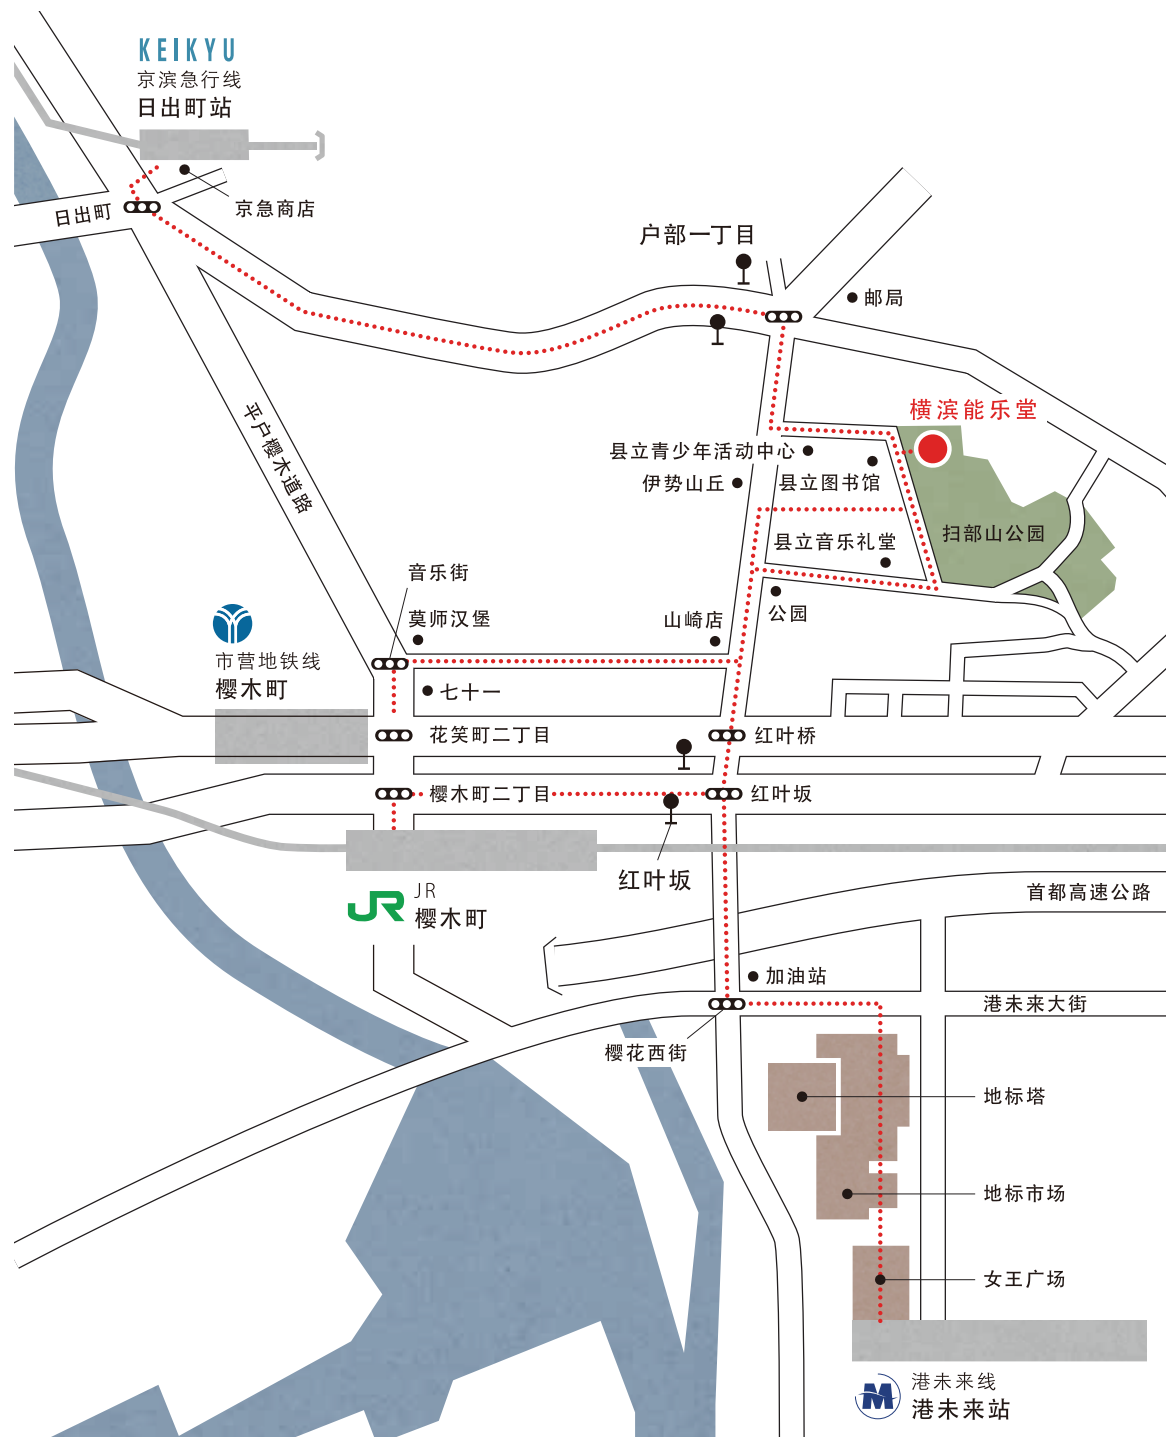 KEIKYU
京滨急行线
日出町站
日出町
京急商店
户部一丁目
邮局
横滨能乐堂
平户樱木道路
县立青少年活动中心
伊势山丘
县立图书馆
扫部山公园
县立音乐礼堂
音乐街
莫师汉堡
山崎店
公园
市营地铁线
樱木町
七十一
花笑町二丁目
红叶桥
樱木町二丁目
红叶坂
红叶坂
JR
JR
樱木町
首都高速公路
加油站
港未来大街
樱花西街
地标塔
地标市场
女王广场
M
港未来线
港未来站